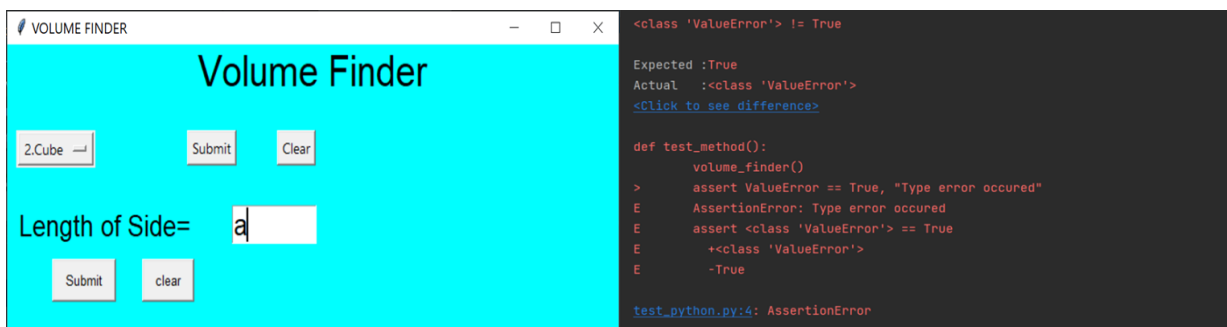 VOLUME FINDER
Volume Finder
2.Cube Submit Clear
Length of Side= a
Submit clear
<class 'ValueError'> != True
Expected :True
Actual :<class 'ValueError'>
<Click to see difference>
def test_method():
volume_finder()
> assert ValueError == True, "Type error occured"
E AssertionError: Type error occured
E assert <class 'ValueError'> == True
E +<class 'ValueError'>
E -True
test_python.py:4: AssertionError